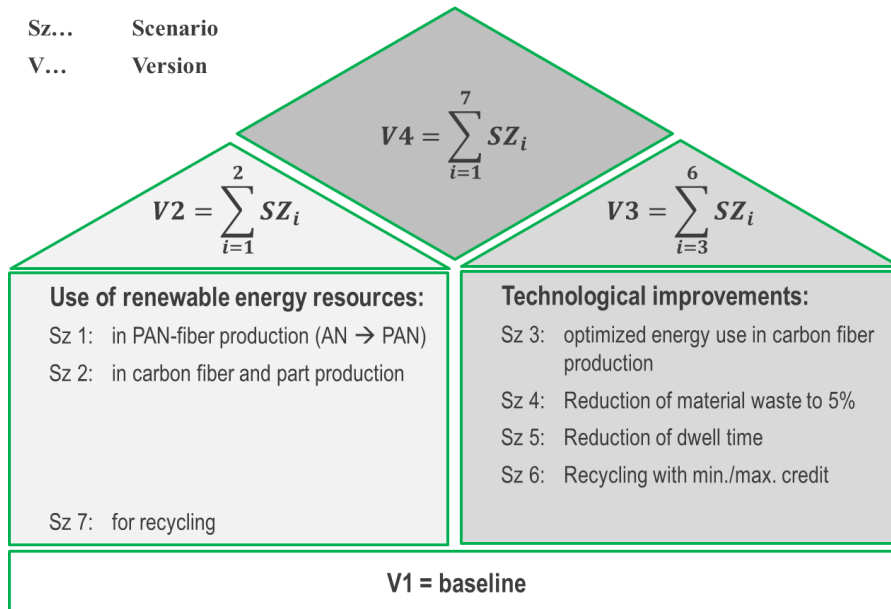 Sz… Scenario
V… Version
7
V4 = ∑ SZᵢ
i=1
2
V2 = ∑ SZᵢ
i=1
6
V3 = ∑ SZᵢ
i=3
Use of renewable energy resources:
Sz 1: in PAN-fiber production (AN → PAN)
Sz 2: in carbon fiber and part production
Sz 7: for recycling
Technological improvements:
Sz 3: optimized energy use in carbon fiber
production
Sz 4: Reduction of material waste to 5%
Sz 5: Reduction of dwell time
Sz 6: Recycling with min./max. credit
V1 = baseline